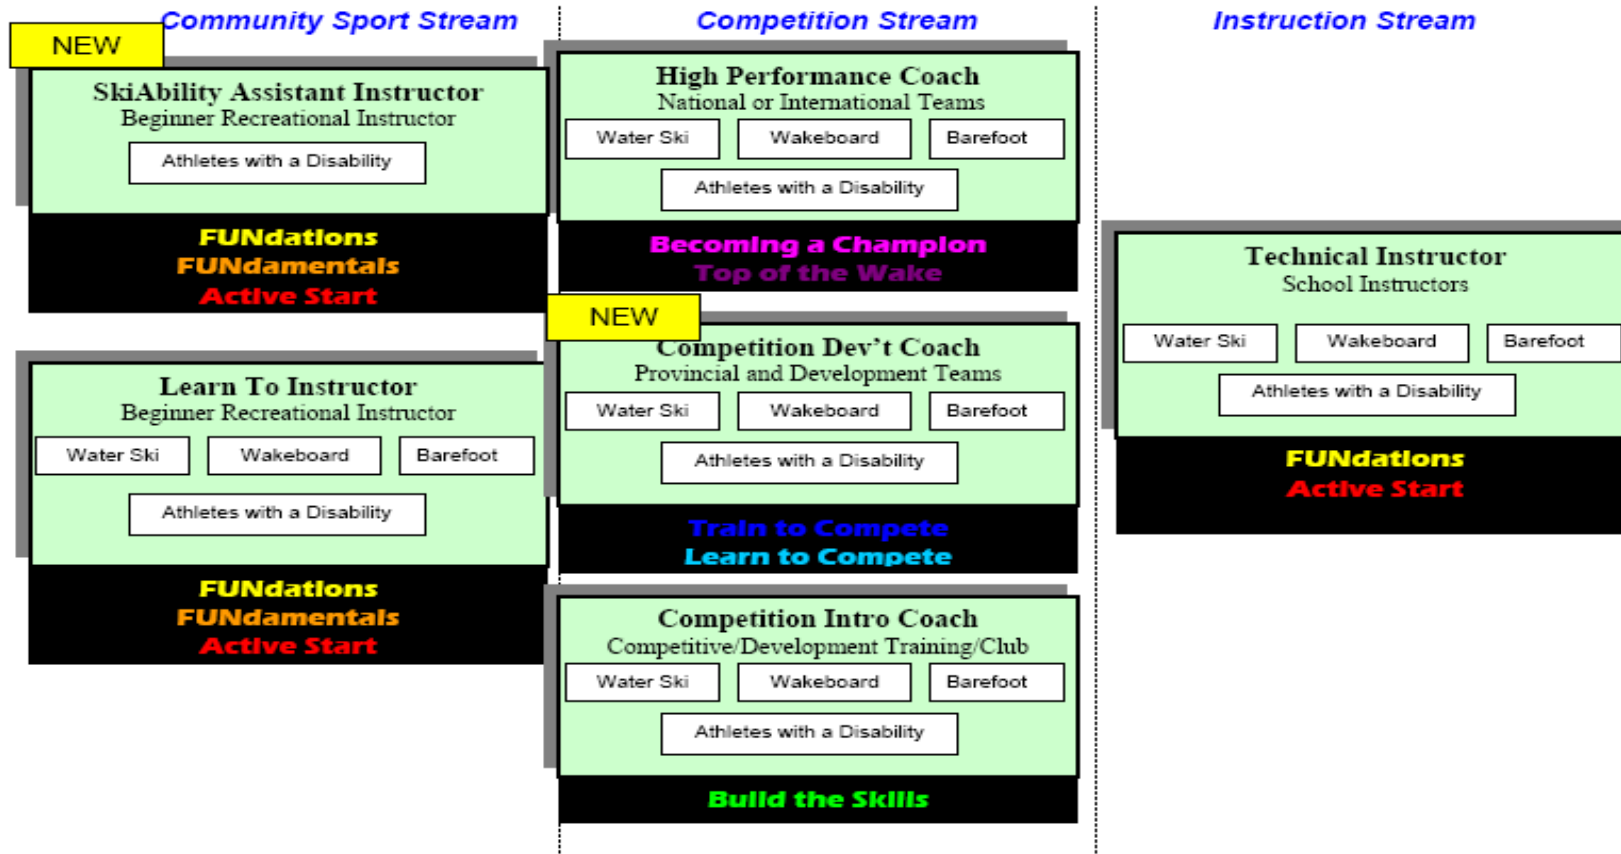 Community Sport Stream
NEW
SkiAbility Assistant Instructor
Beginner Recreational Instructor
Athletes with a Disability
FUNdations
FUNdamentals
Active Start
Learn To Instructor
Beginner Recreational Instructor
Water Ski Wakeboard Barefoot
Athletes with a Disability
FUNdations
FUNdamentals
Active Start
Competition Stream
High Performance Coach
National or International Teams
Water Ski Wakeboard Barefoot
Athletes with a Disability
Becoming a Champion
Top of the Wake
NEW
Competition Dev't Coach
Provincial and Development Teams
Water Ski Wakeboard Barefoot
Athletes with a Disability
Train to Compete
Learn to Compete
Competition Intro Coach
Competitive/Development Training/Club
Water Ski Wakeboard Barefoot
Athletes with a Disability
Build the Skills
Instruction Stream
Technical Instructor
School Instructors
Water Ski Wakeboard Barefoot
Athletes with a Disability
FUNdations
Active Start